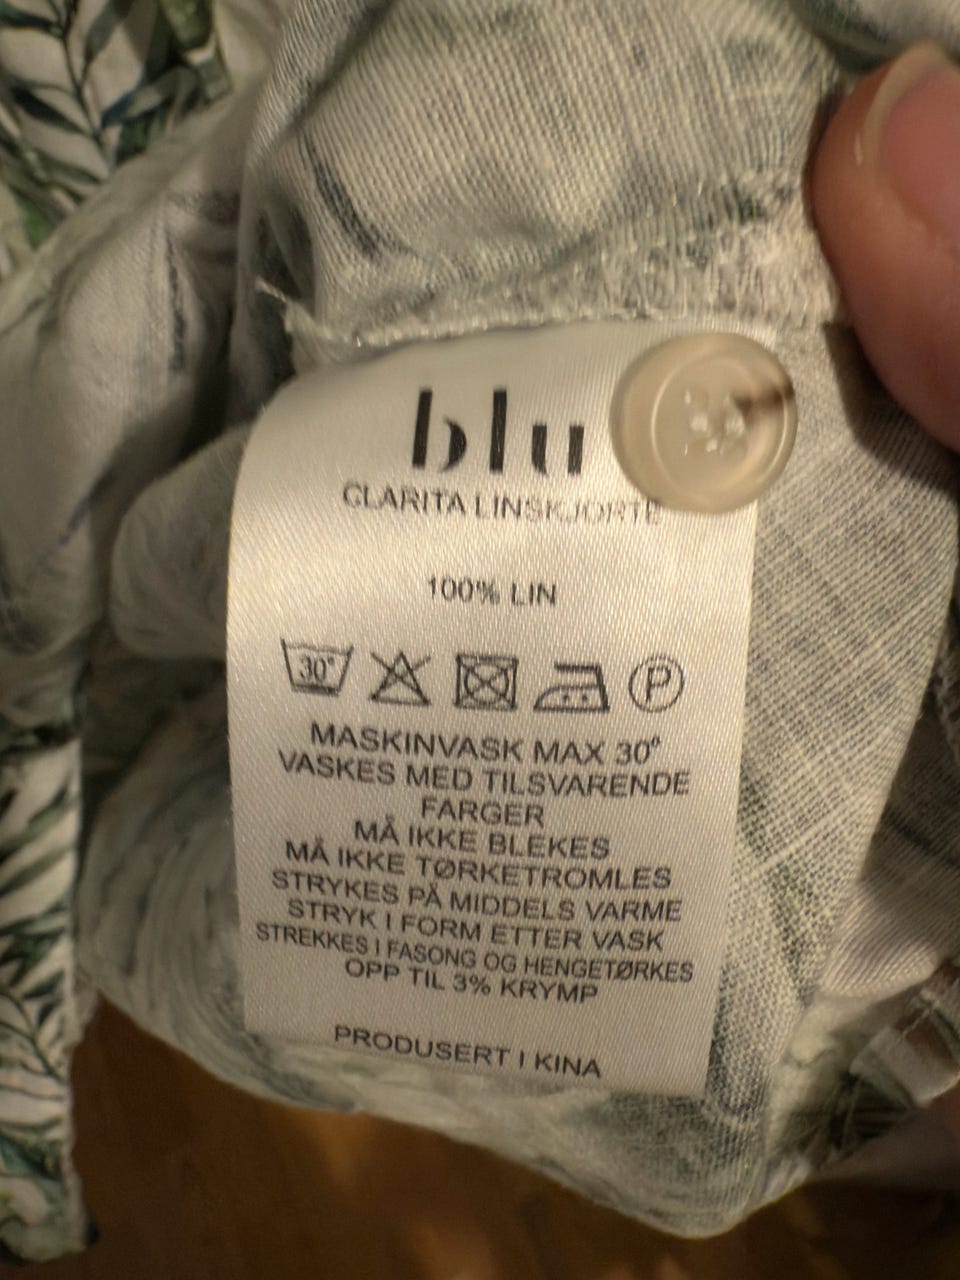 blu
CLARITA LINSKJORTE
100% LIN
30° P
MASKINVASK MAX 30°
VASKES MED TILSVARENDE
FARGER
MÅ IKKE BLEKES
MÅ IKKE TØRKETROMLES
STRYKES PÅ MIDDELS VARME
STRYK I FORM ETTER VASK
STREKKES I FASONG OG HENGETØRKES
OPP TIL 3% KRYMP
PRODUSERT I KINA